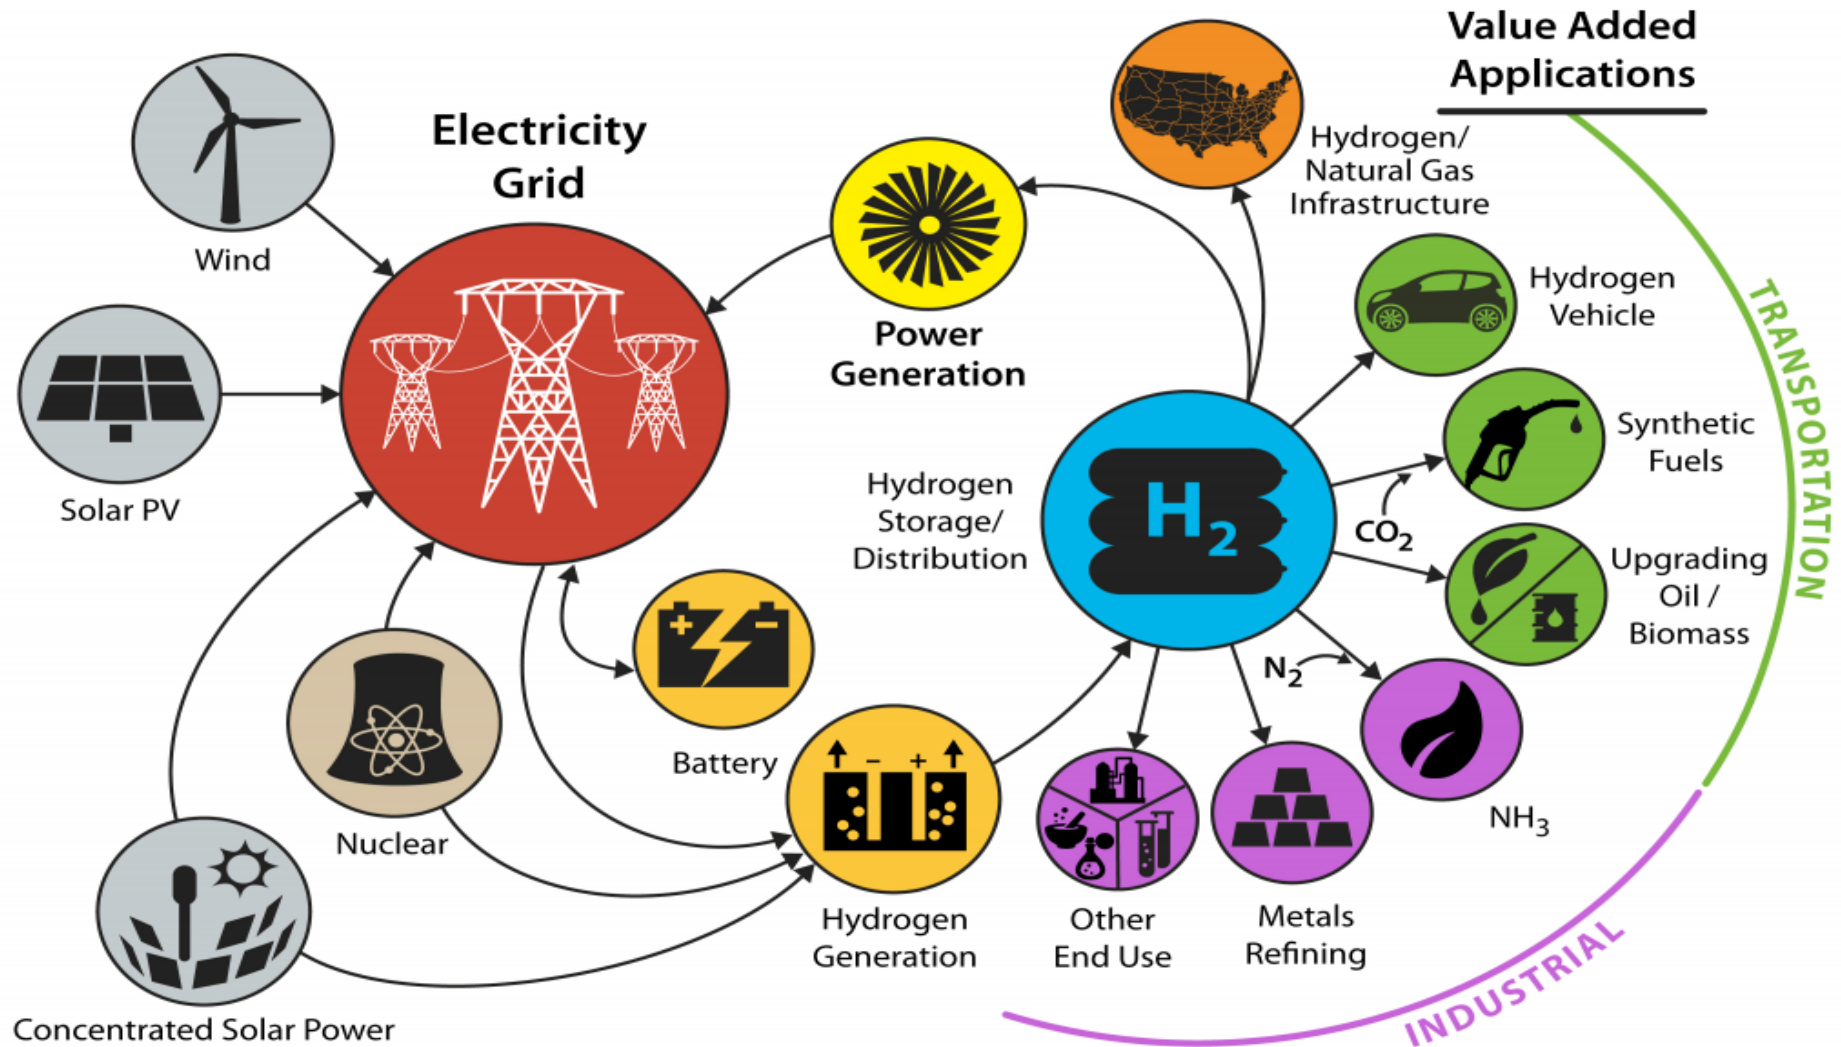 Value Added
Applications
Electricity
Grid
Wind
Solar PV
Nuclear
Concentrated Solar Power
Battery
+ −
Power
Generation
Hydrogen
Generation
− +
Hydrogen
Storage/
Distribution
H2
Hydrogen/
Natural Gas
Infrastructure
Hydrogen
Vehicle
Synthetic
Fuels
CO2
Upgrading
Oil /
Biomass
N2
NH3
Metals
Refining
Other
End Use
TRANSPORTATION
INDUSTRIAL